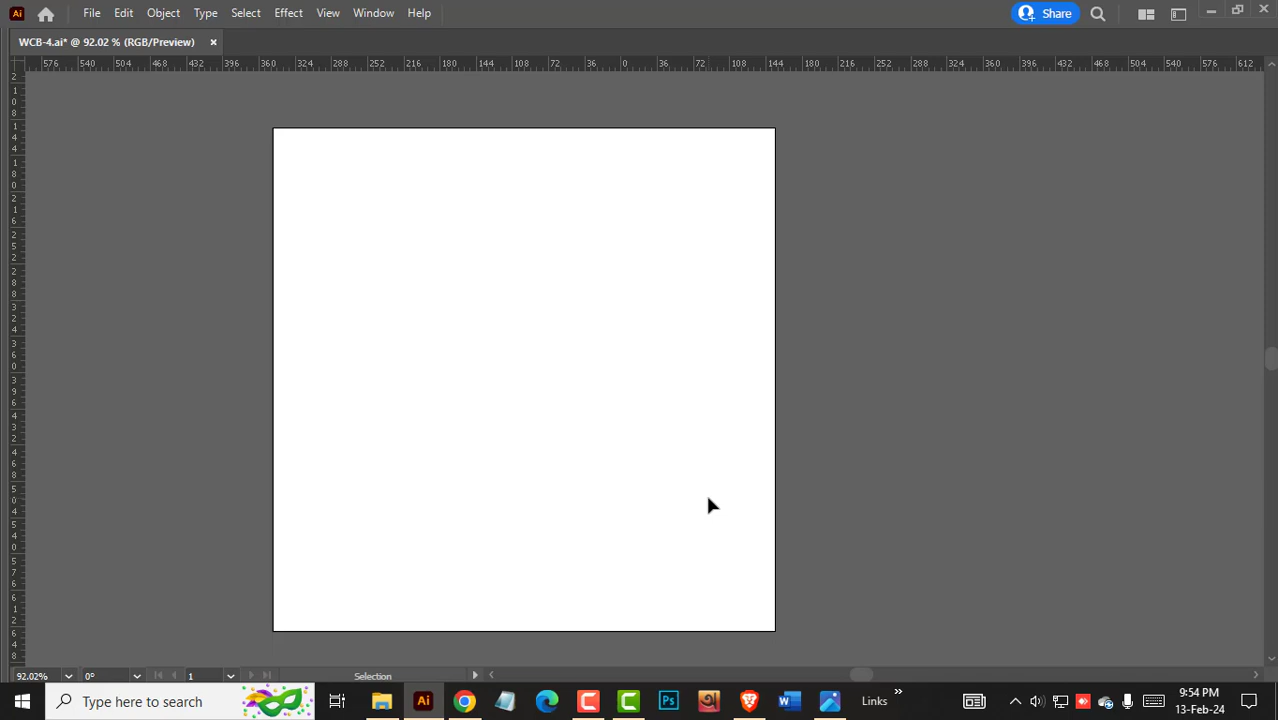 Ai File Edit Object Type Select Effect View Window Help Share
WCB-4.ai* @ 92.02 % (RGB/Preview) ×
576 540 504 468 432 396 360 324 288 252 216 180 144 108 72 36 0 36 72 108 144 180 216 252 288 324 360 396 432 468 504 540 576 612
92.02% 0° 1 Selection
Type here to search Ai Ps W Links 9:54 PM
13-Feb-24